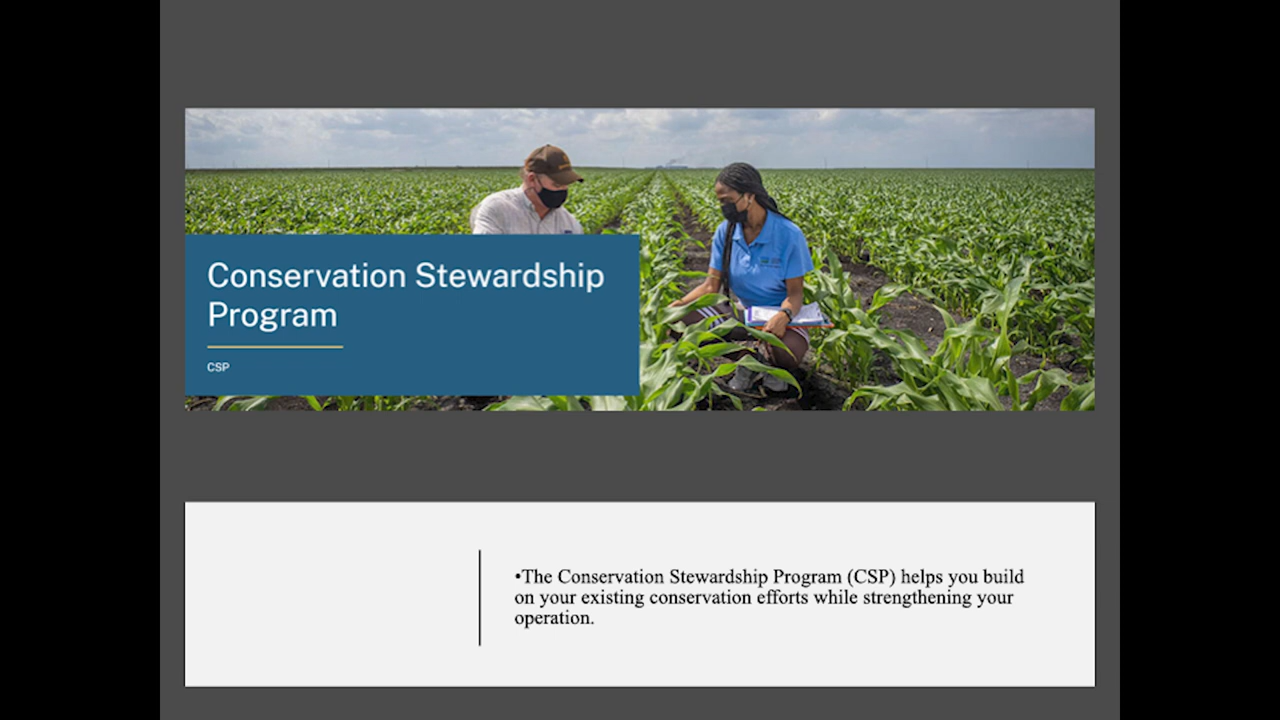 Conservation Stewardship
Program
CSP
•The Conservation Stewardship Program (CSP) helps you build
on your existing conservation efforts while strengthening your
operation.